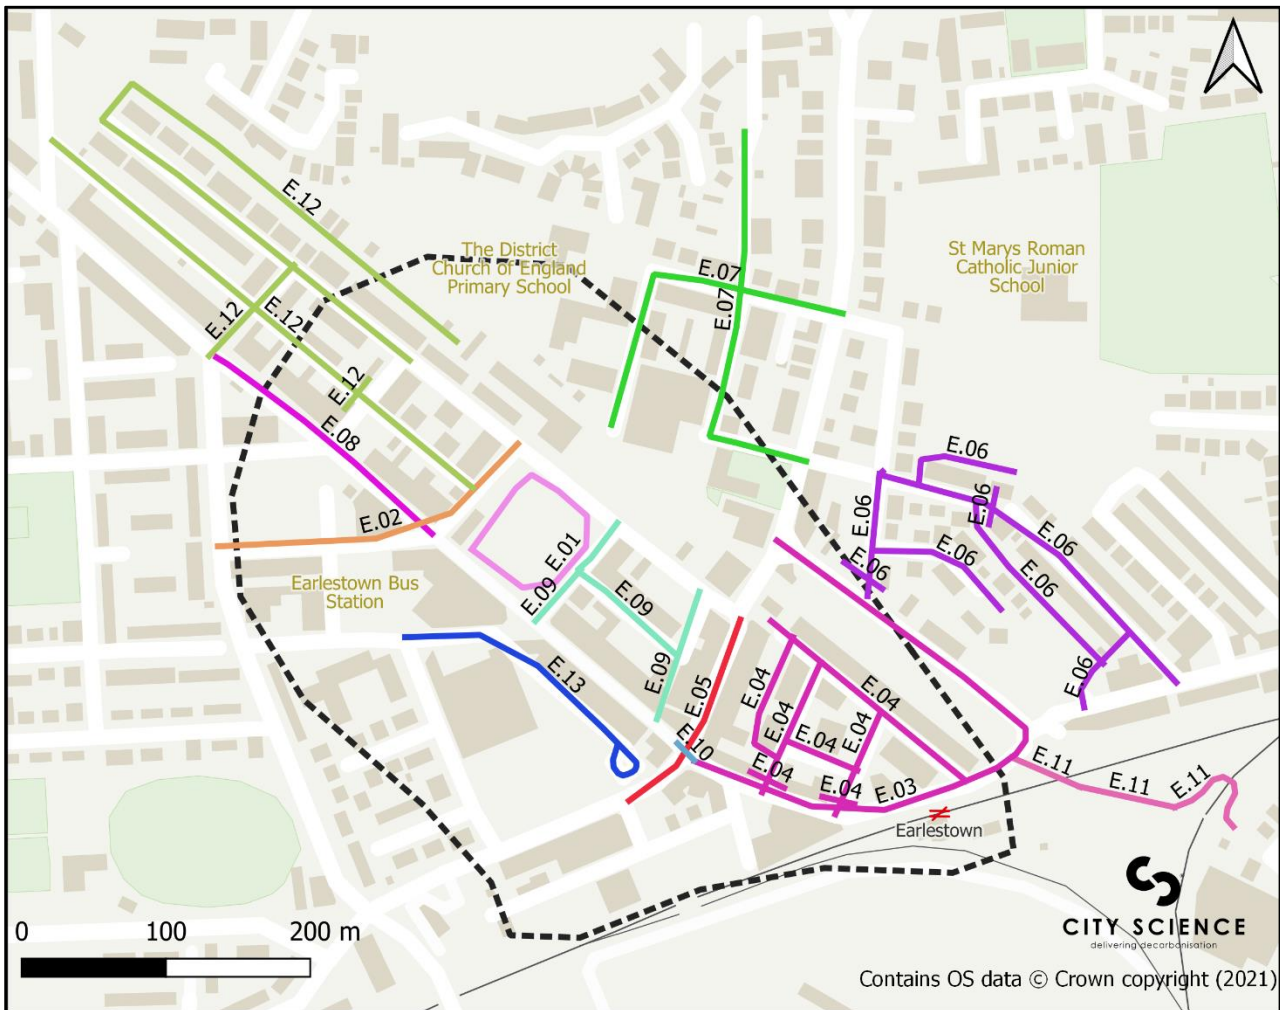 E.12
The District
Church of England
Primary School
St Marys Roman
Catholic Junior
School
E.07
E.07
E.12
E.12
E.12
E.08
E.06
E.06
E.06
E.02
E.01
E.06
E.06
E.06
E.06
Earlestown Bus
Station
E.09
E.09
E.09
E.06
E.13
E.05
E.04
E.04
E.04
E.04
E.10
E.04
E.04
E.04
E.03
E.11
E.11
E.11
Earlestown
0 100 200 m
CITY SCIENCE
delivering decarbonisation
Contains OS data © Crown copyright (2021)